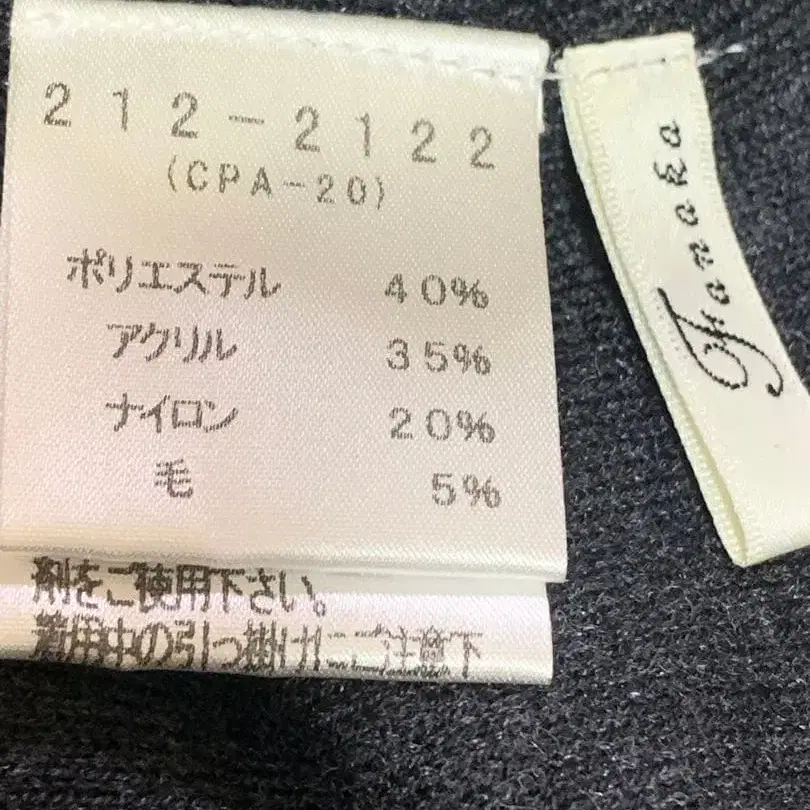 212-2122
(CPA-20)
ポリエステル 40%
アクリル 35%
ナイロン 20%
毛 5%
剤をご使用下さい。
着用中の引っ掛けにご注意下
Tramaka